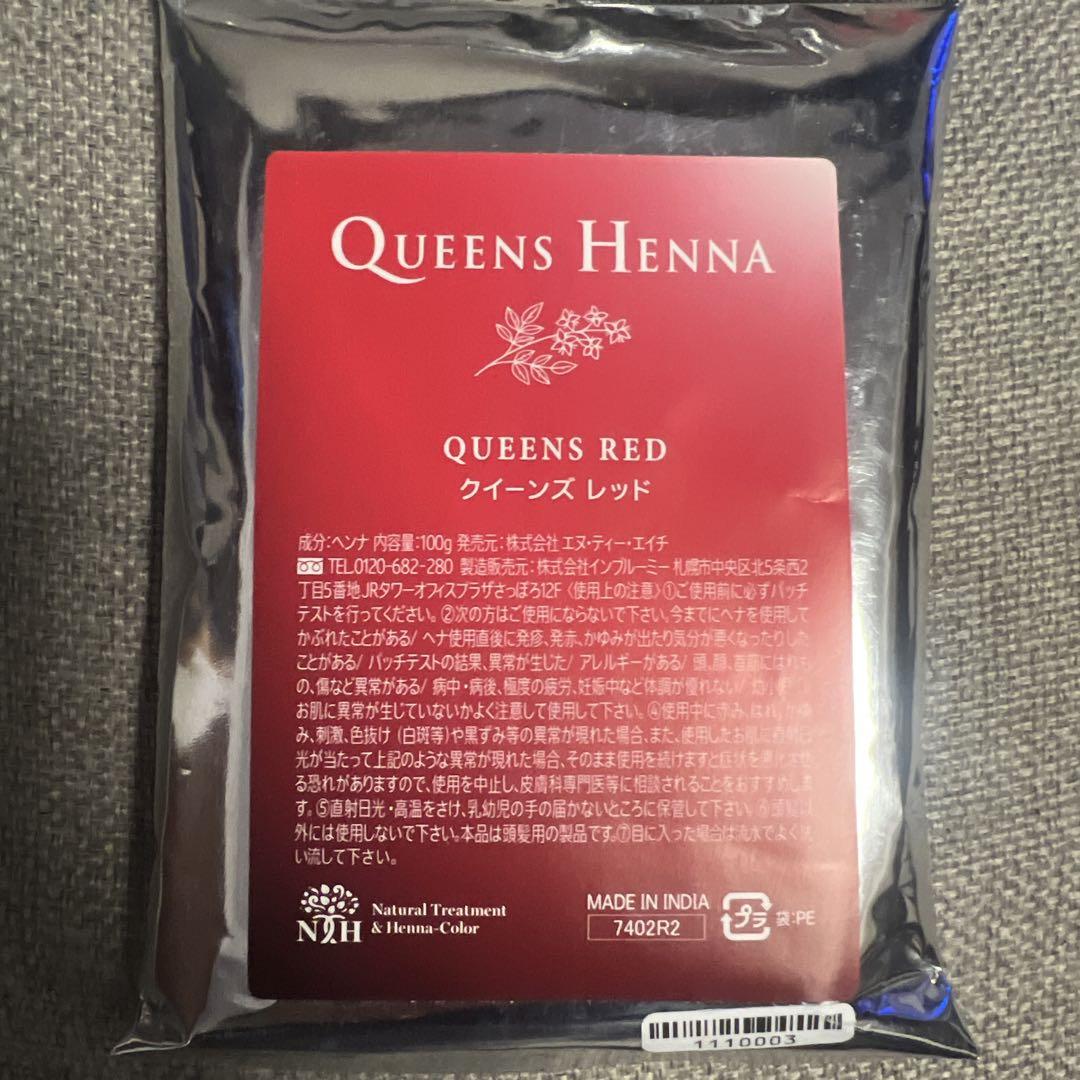 QUEENS HENNA
QUEENS RED
クイーンズ レッド
成分:ヘンナ 内容量:100g 発売元:株式会社 エヌ・ティー・エイチ
TEL.0120-682-280 製造販売元:株式会社インプルーミー 札幌市中央区北5条西2
丁目5番地JRタワーオフィスプラザさっぽろ12F〈使用上の注意〉①ご使用前に必ずパッチ
テストを行ってください。②次の方はご使用にならないで下さい。今までにヘナを使用して
かぶれたことがある/ ヘナ使用直後に発疹、発赤、かゆみが出たり気分が悪くなったりした
ことがある/ パッチテストの結果、異常が生じた/ アレルギーがある/ 頭、顔、首筋にはれも
の、傷など異常がある/ 病中・病後、極度の疲労、妊娠中など体調が優れない/
お肌に異常が生じていないかよく注意して使用して下さい。④使用中に赤み、はれ、かゆ
み、刺激、色抜け (白斑等)や黒ずみ等の異常が現れた場合、また、使用したお肌に直射日
光が当たって上記のような異常が現れた場合、そのまま使用を続けますと症状を悪化させ
る恐れがありますので、使用を中止し、皮膚科専門医等に相談されることをおすすめしま
す。⑤直射日光・高温をさけ、乳幼児の手の届かないところに保管して下さい。⑥頭髪以
外には使用しないで下さい。本品は頭髪用の製品です。⑦目に入った場合は流水でよく洗
い流して下さい。
NTH
Natural Treatment
& Henna-Color
MADE IN INDIA
7402R2
プラ 袋:PE
1110003